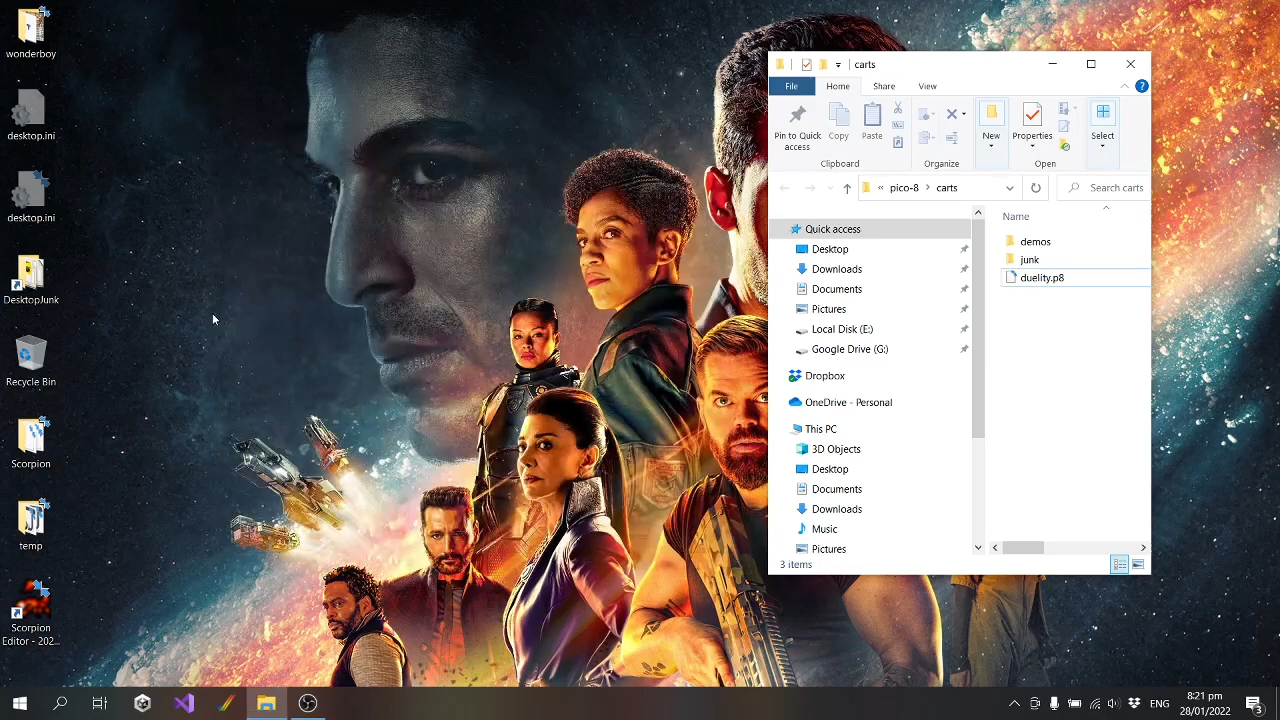 wonderboy
desktop.ini
desktop.ini
DesktopJunk
Recycle Bin
Scorpion
temp
Scorpion
Editor - 202...
carts
File
Home
Share
View
Pin to Quick
access
Copy
Paste
New
Properties
Select
Clipboard
Organize
Open
« pico-8 › carts
Search carts
Quick access
Desktop
Downloads
Documents
Pictures
Local Disk (E:)
Google Drive (G:)
Dropbox
OneDrive - Personal
This PC
3D Objects
Desktop
Documents
Downloads
Music
Pictures
Name
demos
junk
duelity.p8
3 items
ENG
8:21 pm
28/01/2022
3